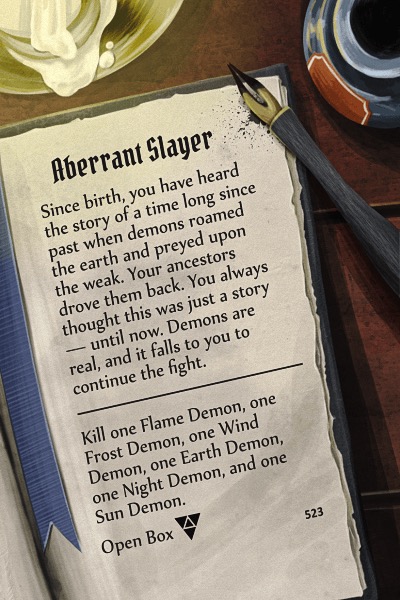 Aberrant Slayer
Since birth, you have heard
the story of a time long since
past when demons roamed
the earth and preyed upon
the weak. Your ancestors
drove them back. You always
thought this was just a story
— until now. Demons are
real, and it falls to you to
continue the fight.
Kill one Flame Demon, one
Frost Demon, one Wind
Demon, one Earth Demon,
one Night Demon, and one
Sun Demon.
Open Box
523